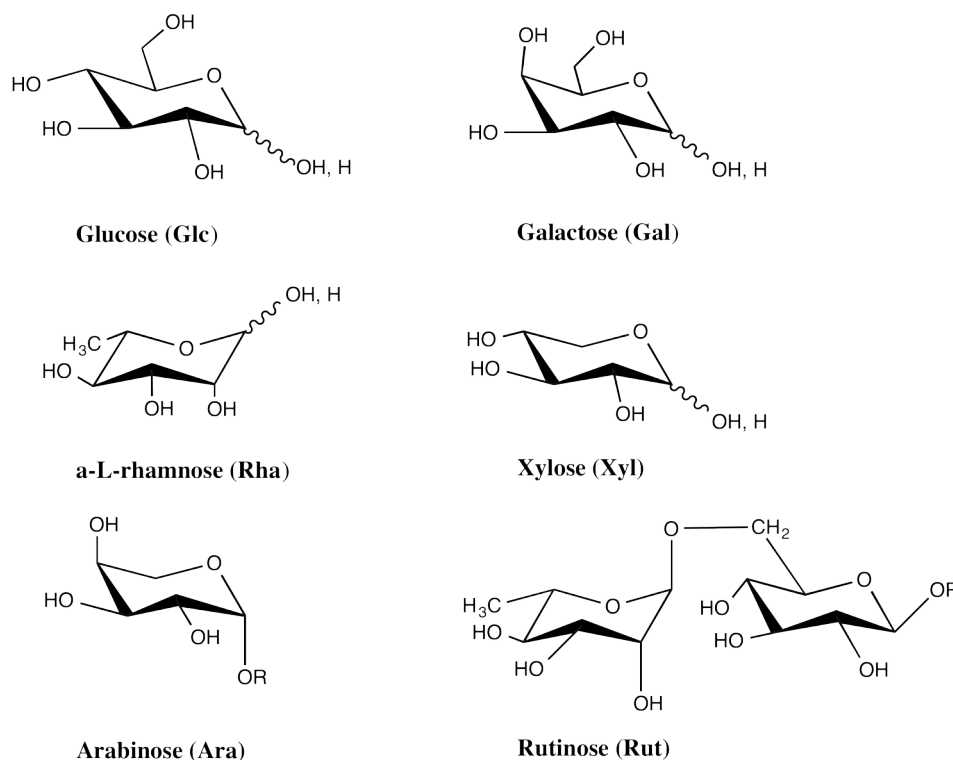 OH
HO
O
HO
OH
OH, H
Glucose (Glc)
OH
OH
O
HO
OH
OH, H
Galactose (Gal)
OH, H
H₃C
O
HO
OH
OH
a-L-rhamnose (Rha)
O
HO
HO
OH
OH, H
Xylose (Xyl)
OH
O
HO
OH
OR
Arabinose (Ara)
O
CH₂
O
H₃C
O
HO
HO
HO
HO
OH
OH
Rutinose (Rut)